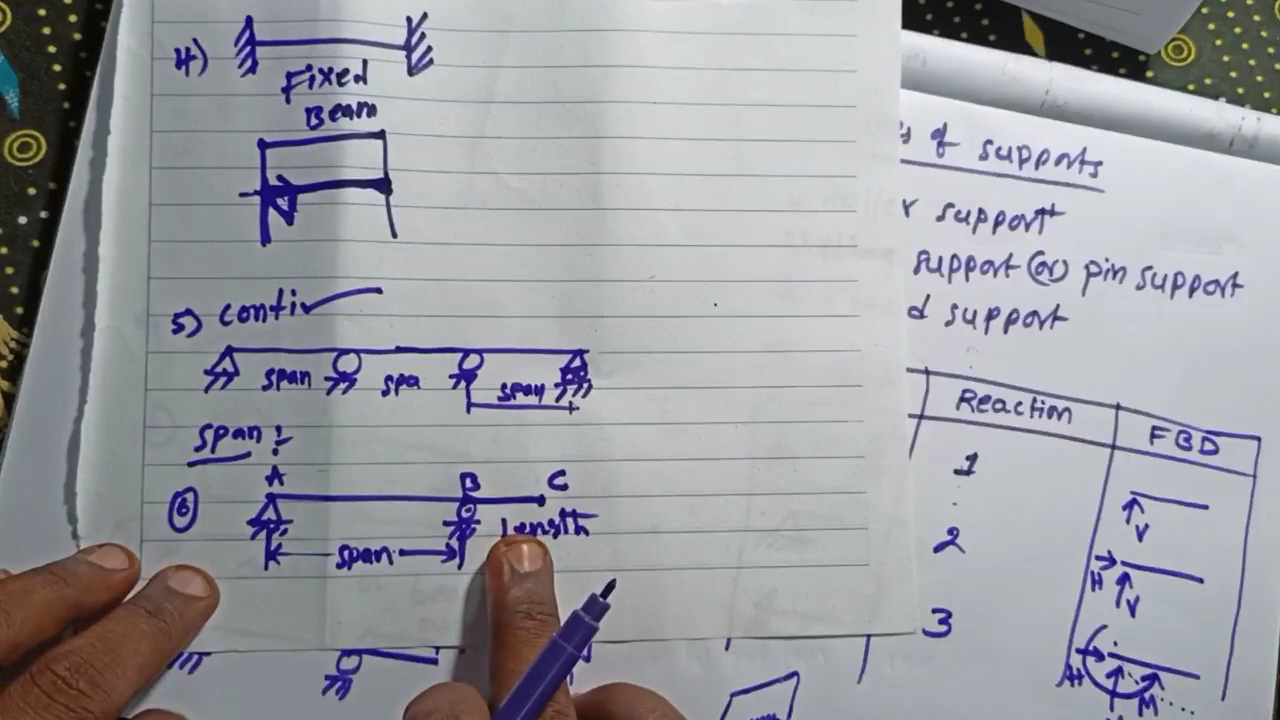 4)
Fixed
Beam
5) conti
span spa span
span :-
A B C
6
Length
span
of supports
support
support (or) pin support
support
Reaction FBD
1
V
2
H V
3
H
M